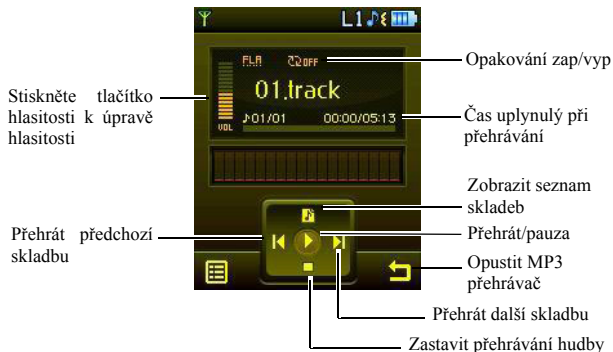 L1
FLA OFF
Opakování zap/vyp
01.track
Stiskněte tlačítko
hlasitosti k úpravě
hlasitosti
VOL
01/01 00:00/05:13
Čas uplynulý při
přehrávání
Zobrazit seznam
skladeb
Přehrát předchozí
skladbu
Přehrát/pauza
Opustit MP3
přehrávač
Přehrát další skladbu
Zastavit přehrávání hudby